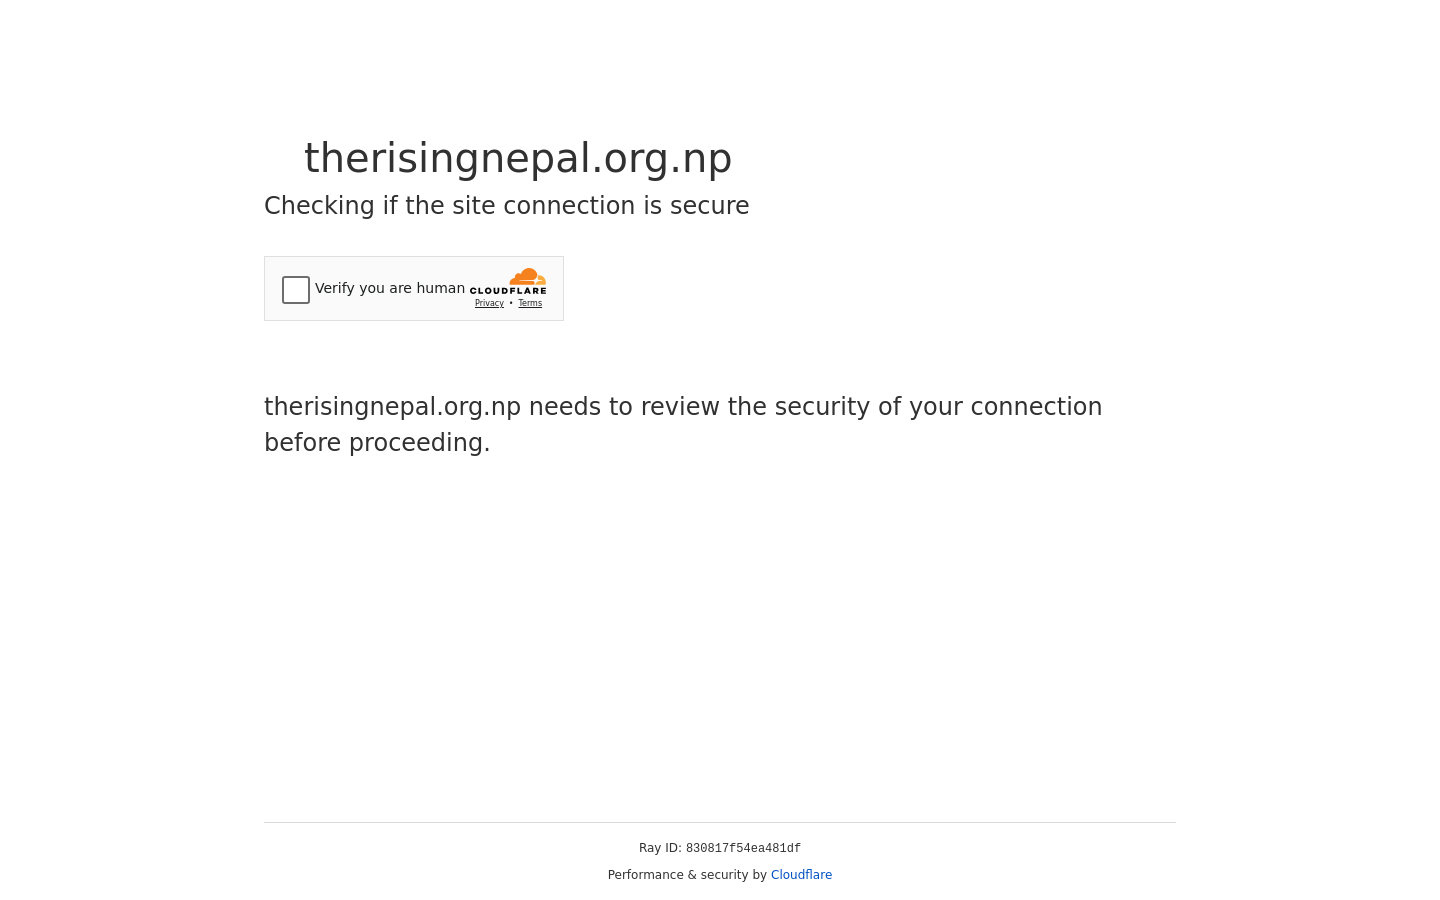 therisingnepal.org.np
Checking if the site connection is secure
Verify you are human
CLOUDFLARE
Privacy • Terms
therisingnepal.org.np needs to review the security of your connection
before proceeding.
Ray ID: 830817f54ea481df
Performance & security by Cloudflare